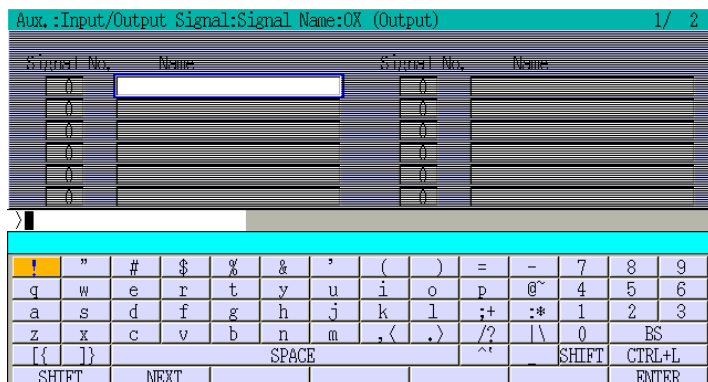 Aux.:Input/Output Signal:Signal Name:OX (Output) 1/ 2
Signal No. Name Signal No. Name
0 0
0 0
0 0
0 0
0 0
0 0
>
! " # $ % & ' ( ) = - 7 8 9
q w e r t y u i o p @~ 4 5 6
a s d f g h j k l ;+ :* 1 2 3
z x c v b n m ,< .> /? |\ 0 BS
[{ ]} SPACE ^` _ SHIFT CTRL+L
SHIFT NEXT ENTER